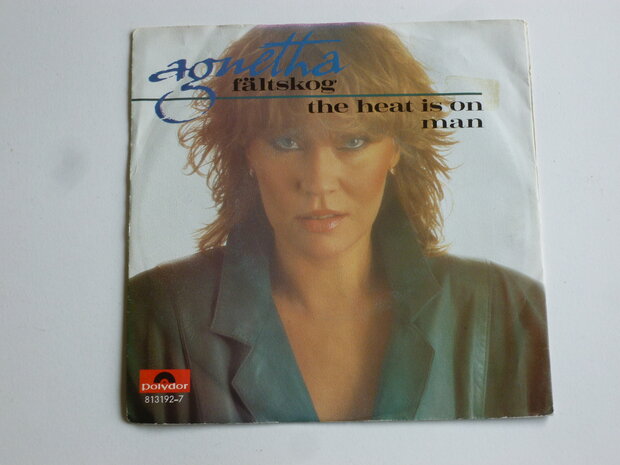 agnetha
fältskog
the heat is on
man
polydor
813192-7